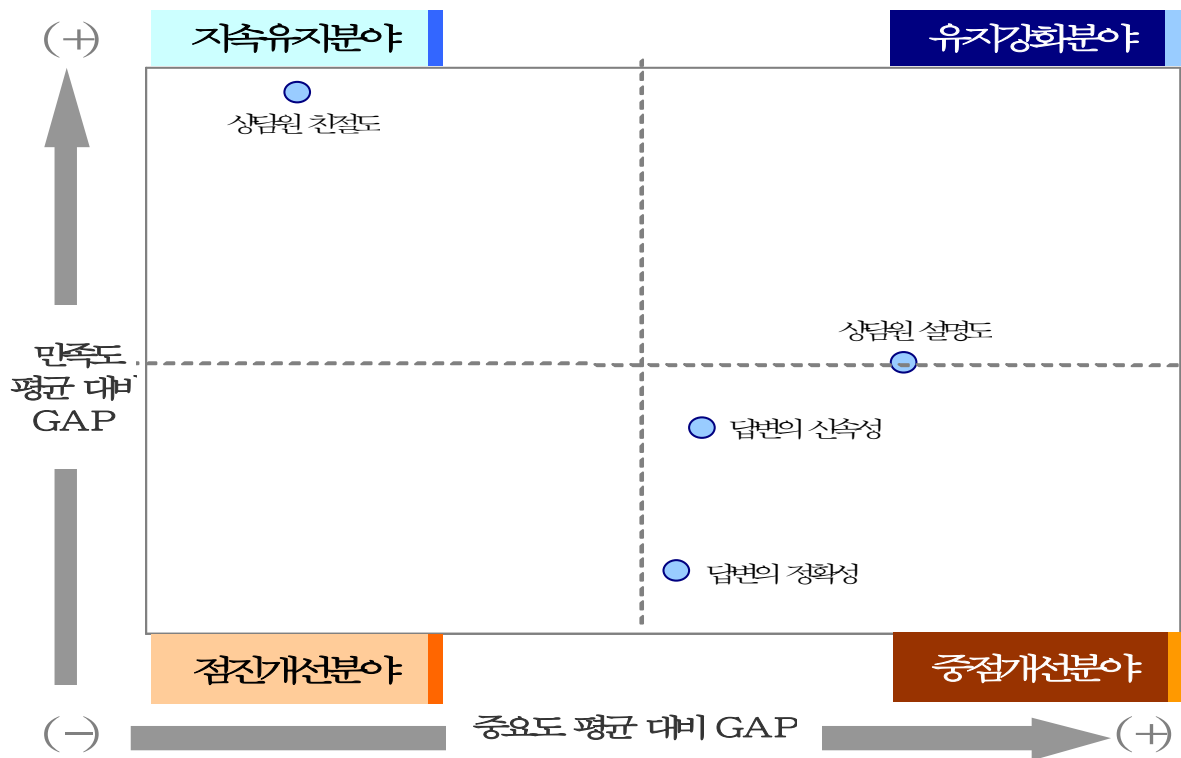 (+)
지속유지분야
유지강화분야
상담원 친절도
상담원 설명도
만족도
평균 대비
GAP
답변의 신속성
답변의 정확성
점진개선분야
중점개선분야
(-)
중요도 평균 대비 GAP
(+)